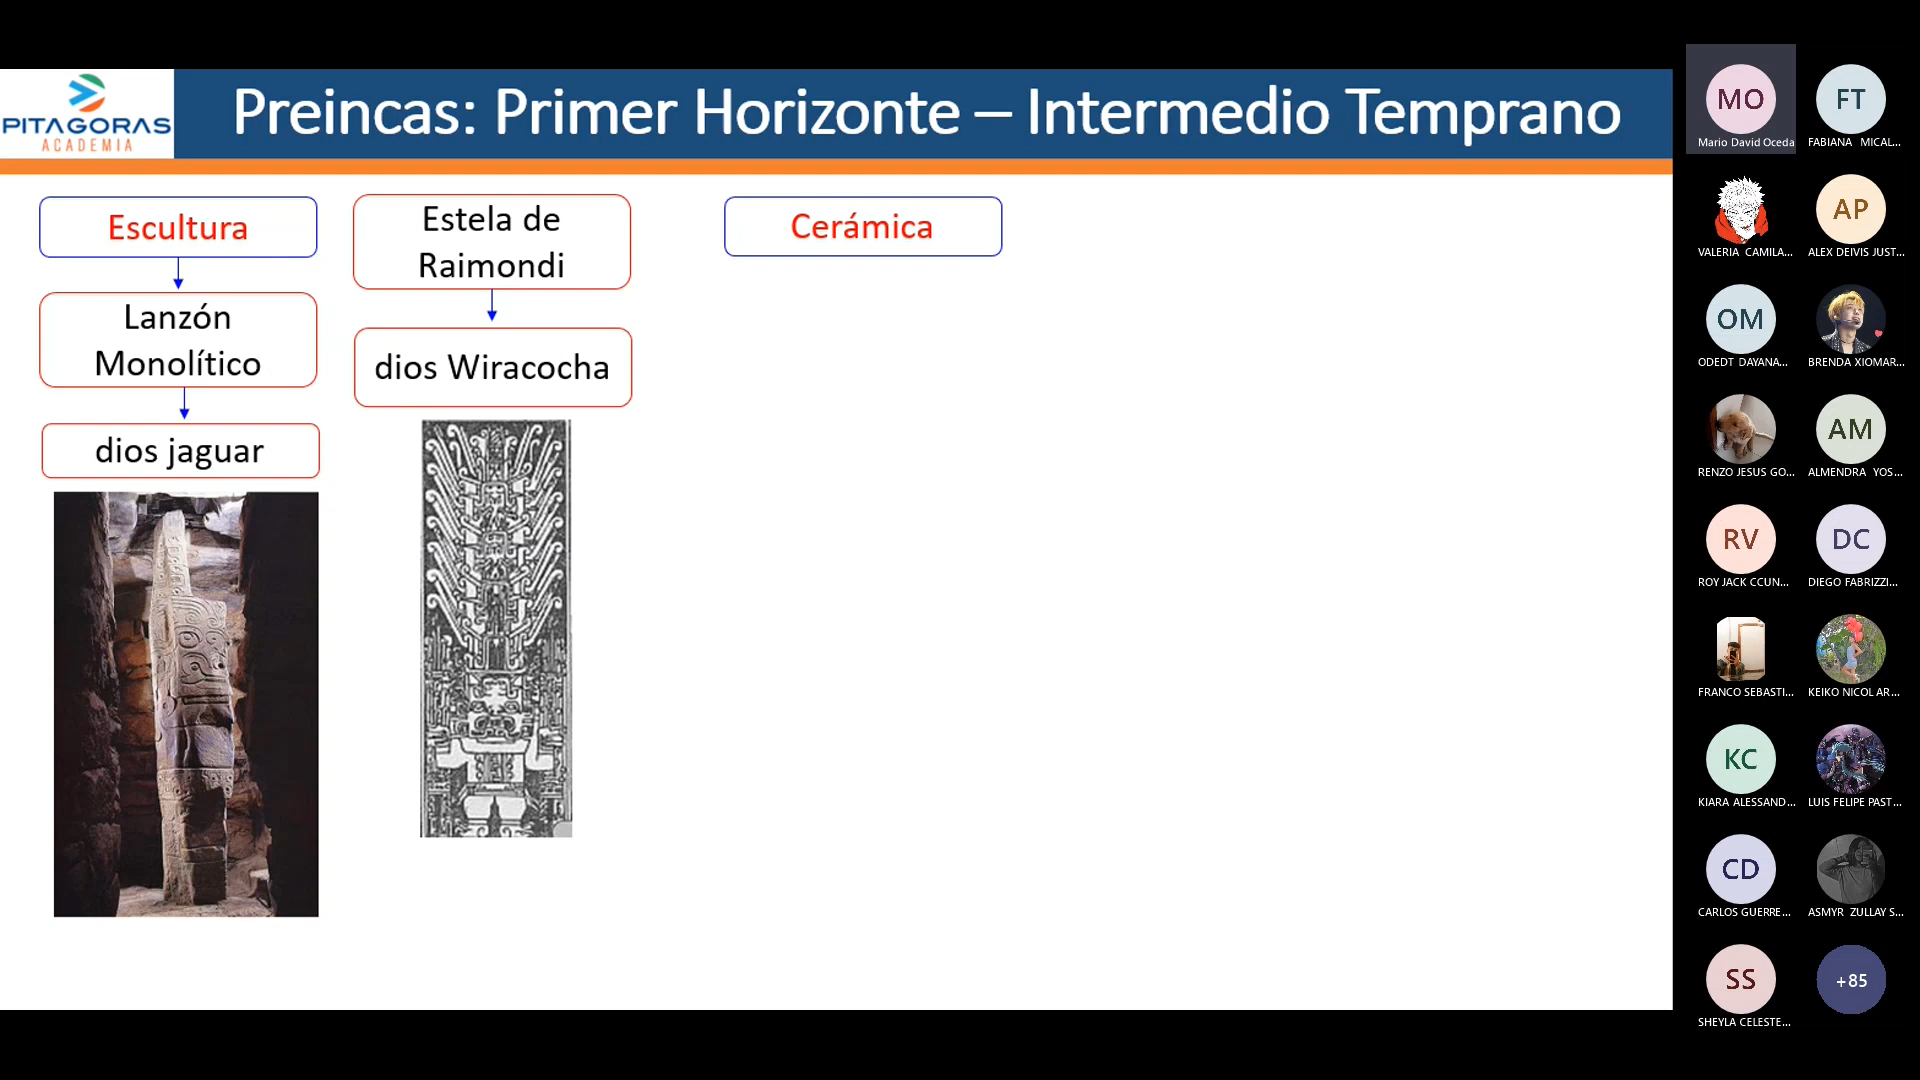 PITAGORAS
ACADEMIA
Preincas: Primer Horizonte – Intermedio Temprano
Escultura
Lanzón
Monolítico
dios jaguar
Estela de
Raimondi
dios Wiracocha
Cerámica
MO
Mario David Oceda
FT
FABIANA MICAL...
VALERIA CAMILA...
AP
ALEX DEIVIS JUST...
OM
ODEDT DAYANA...
BRENDA XIOMAR...
RENZO JESUS GO...
AM
ALMENDRA YOS...
RV
ROY JACK CCUN...
DC
DIEGO FABRIZZI...
FRANCO SEBASTI...
KEIKO NICOL AR...
KC
KIARA ALESSAND...
LUIS FELIPE PAST...
CD
CARLOS GUERRE...
ASMYR ZULLAY S...
SS
SHEYLA CELESTE...
+85